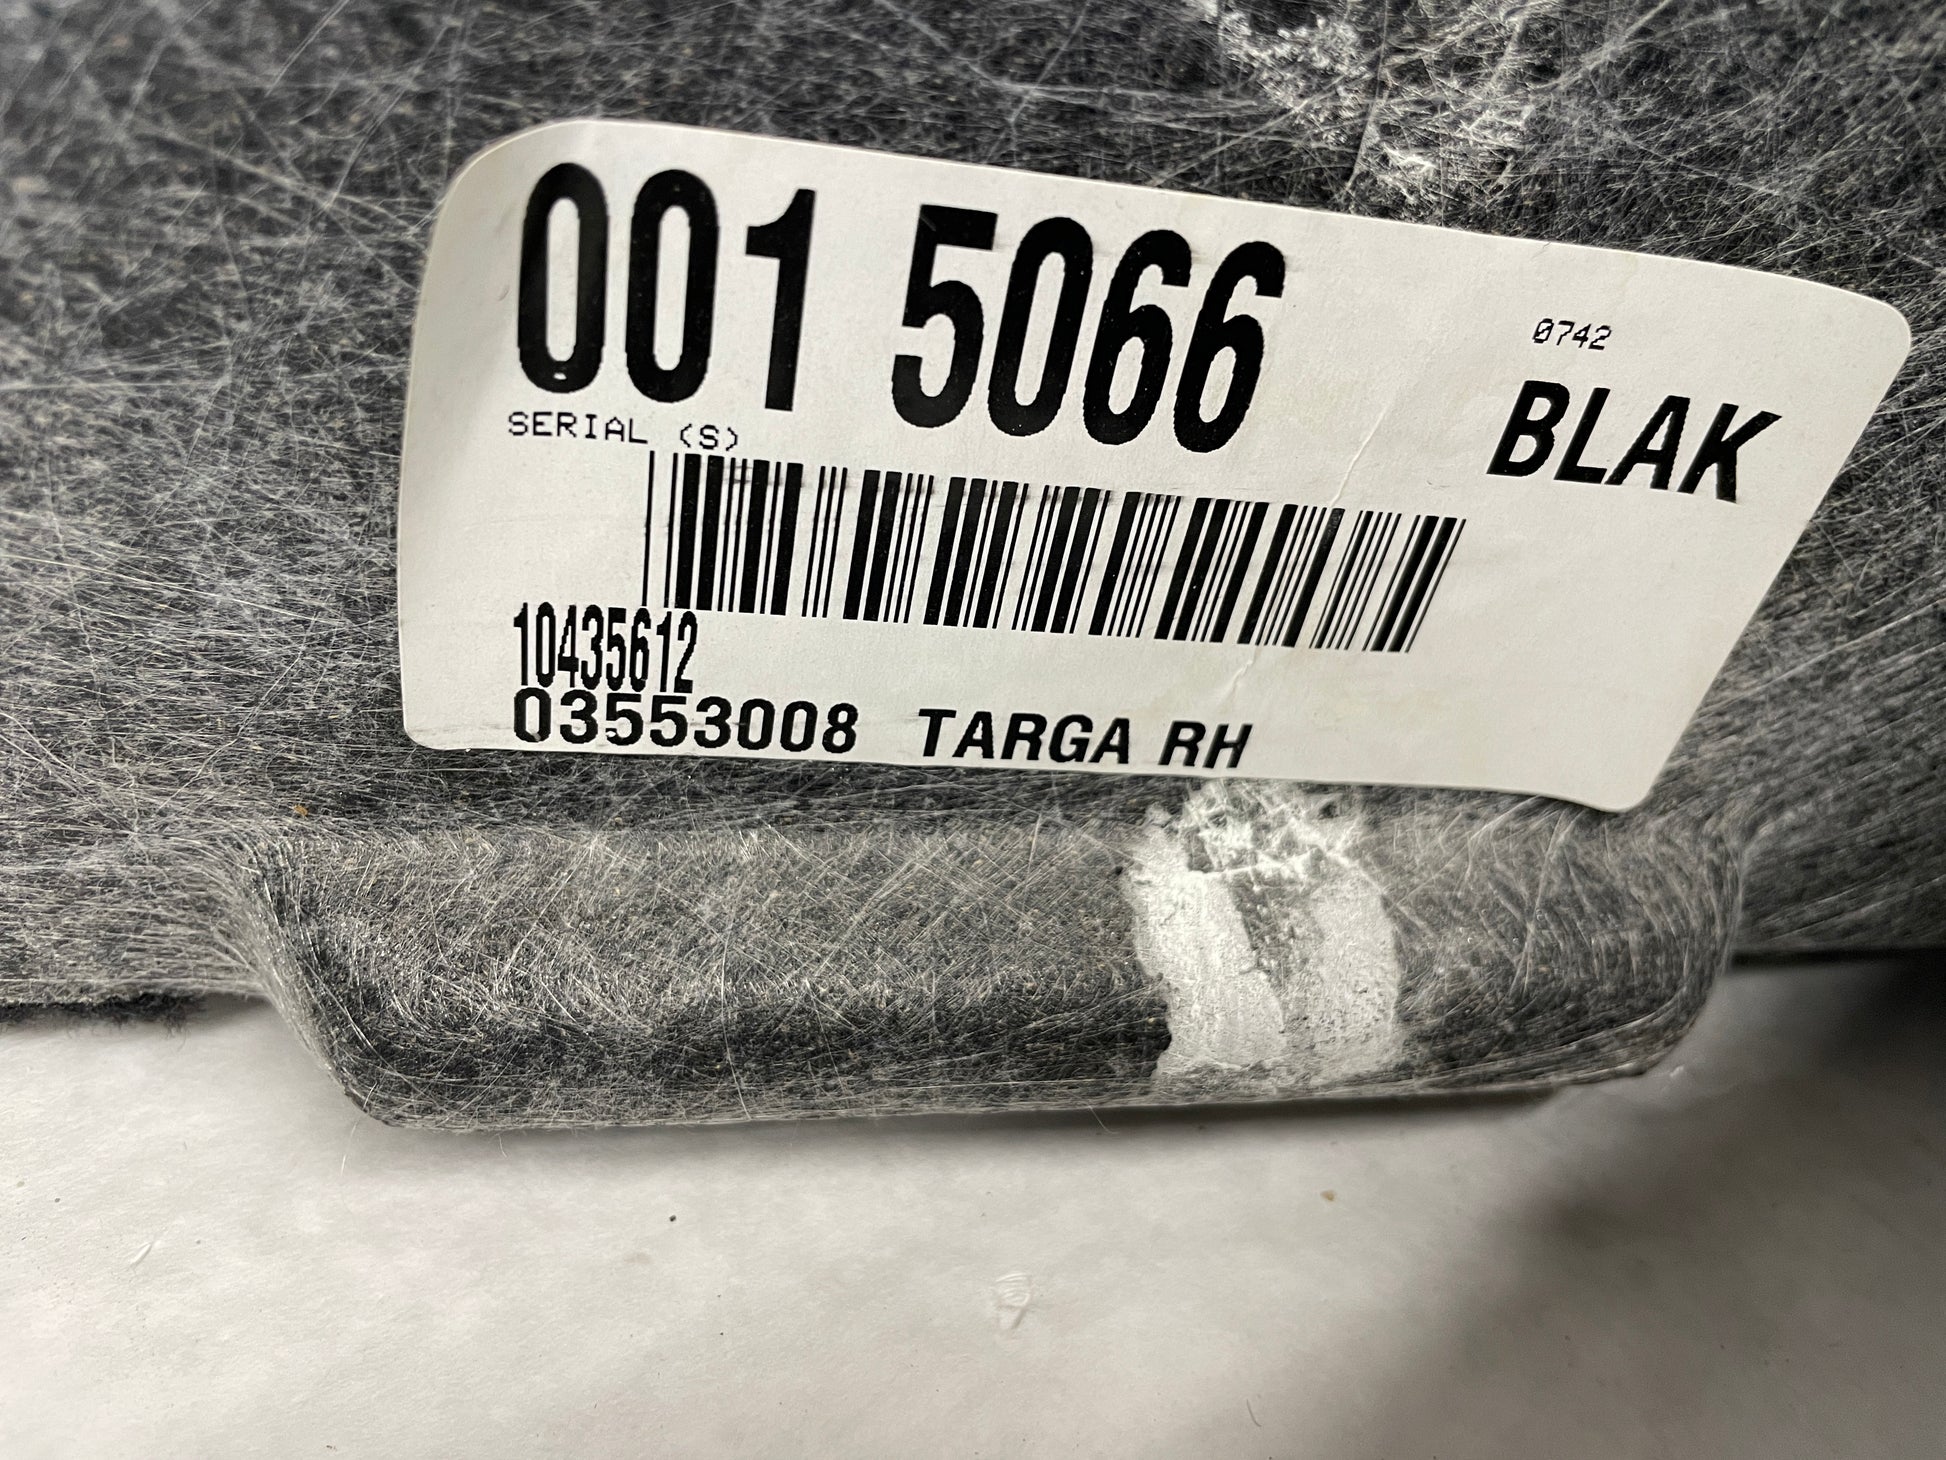 001 5066
0742
BLAK
SERIAL (S)
10435612
03553008 TARGA RH